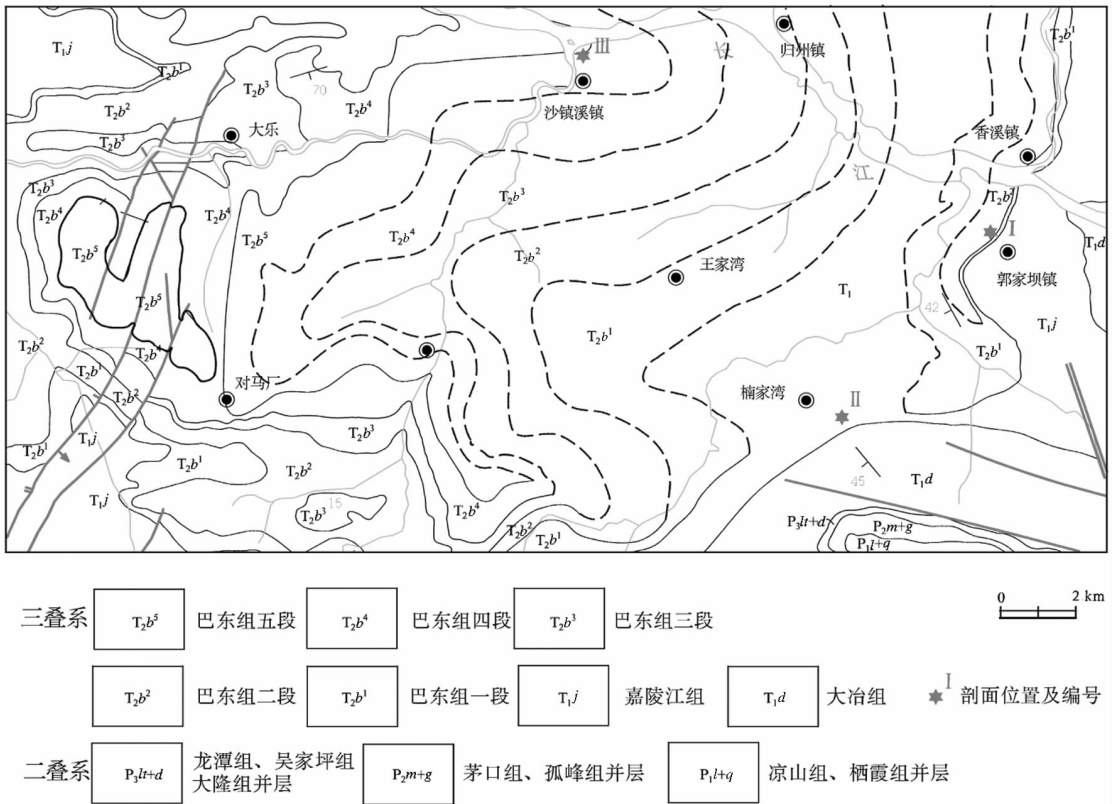 T₁j
T₂b¹
T₂b³
T₂b²
70
T₂b⁴
Ⅲ
沙镇溪镇
长
归州镇
T₂b¹
大乐
T₂b³
香溪镇
江
T₂b³
T₂b⁴
T₂b⁵
T₂b⁴
T₂b⁵
T₂b³
T₂b⁴
T₂b²
T₂b²
Ⅰ
郭家坝镇
T₁d
王家湾
T₁
42
T₁j
T₂b⁵
T₂b²
T₂b⁴
T₂b¹
T₂b¹
T₂b¹
T₂b²
对马厂
楠家湾
Ⅱ
T₁j
T₂b¹
T₂b³
T₂b¹
T₂b²
45
T₁d
T₁j
T₂b³
15
T₂b⁴
T₂b²
T₂b¹
P₃lt+d
P₂m+g
P₁l+q
0 2 km
三叠系 T₂b⁵ 巴东组五段 T₂b⁴ 巴东组四段 T₂b³ 巴东组三段
T₂b² 巴东组二段 T₂b¹ 巴东组一段 T₁j 嘉陵江组 T₁d 大冶组 Ⅰ 剖面位置及编号
二叠系 P₃lt+d 龙潭组、吴家坪组
大隆组并层
P₂m+g 茅口组、孤峰组并层 P₁l+q 凉山组、栖霞组并层